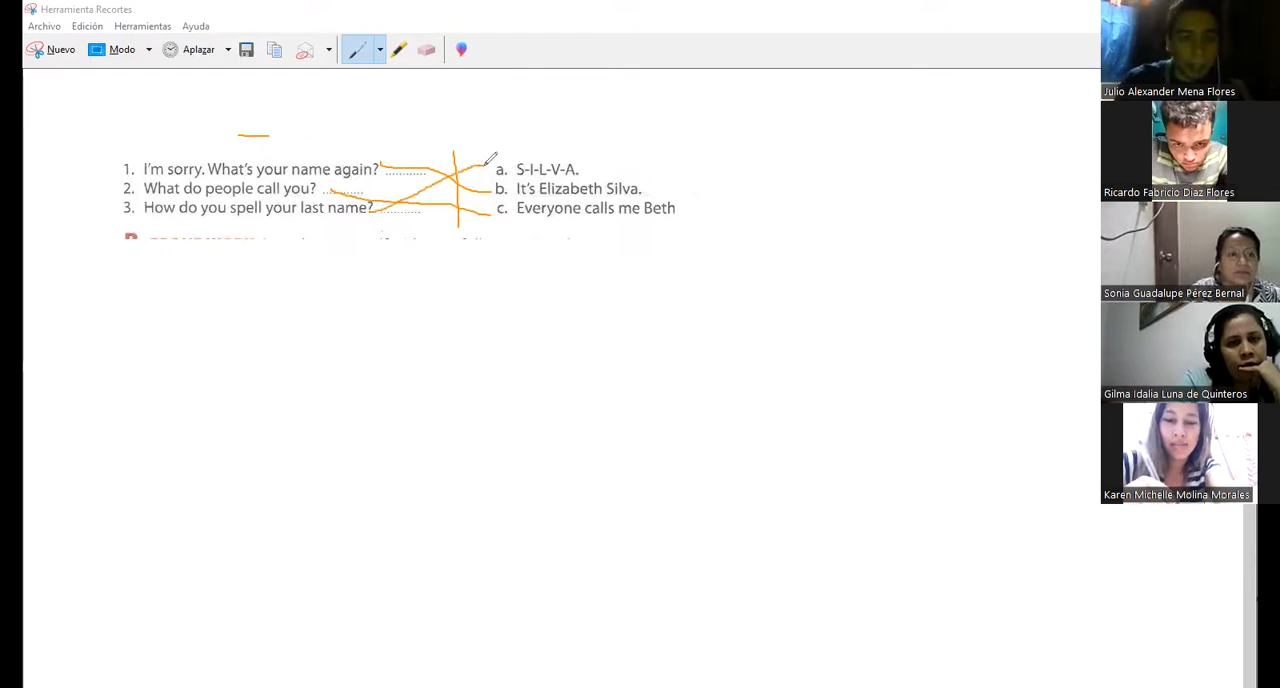 Herramienta Recortes
Archivo Edición Herramientas Ayuda
Nuevo Modo Aplagar
1. I'm sorry. What's your name again? ............ a. S-I-L-V-A.
2. What do people call you? ............ b. It's Elizabeth Silva.
3. How do you spell your last name? ............ c. Everyone calls me Beth
Julio Alexander Mena Flores
Ricardo Fabricio Diaz Flores
Sonia Guadalupe Pérez Bernal
Gilma Idalia Luna de Quinteros
Karen Michelle Molina Morales